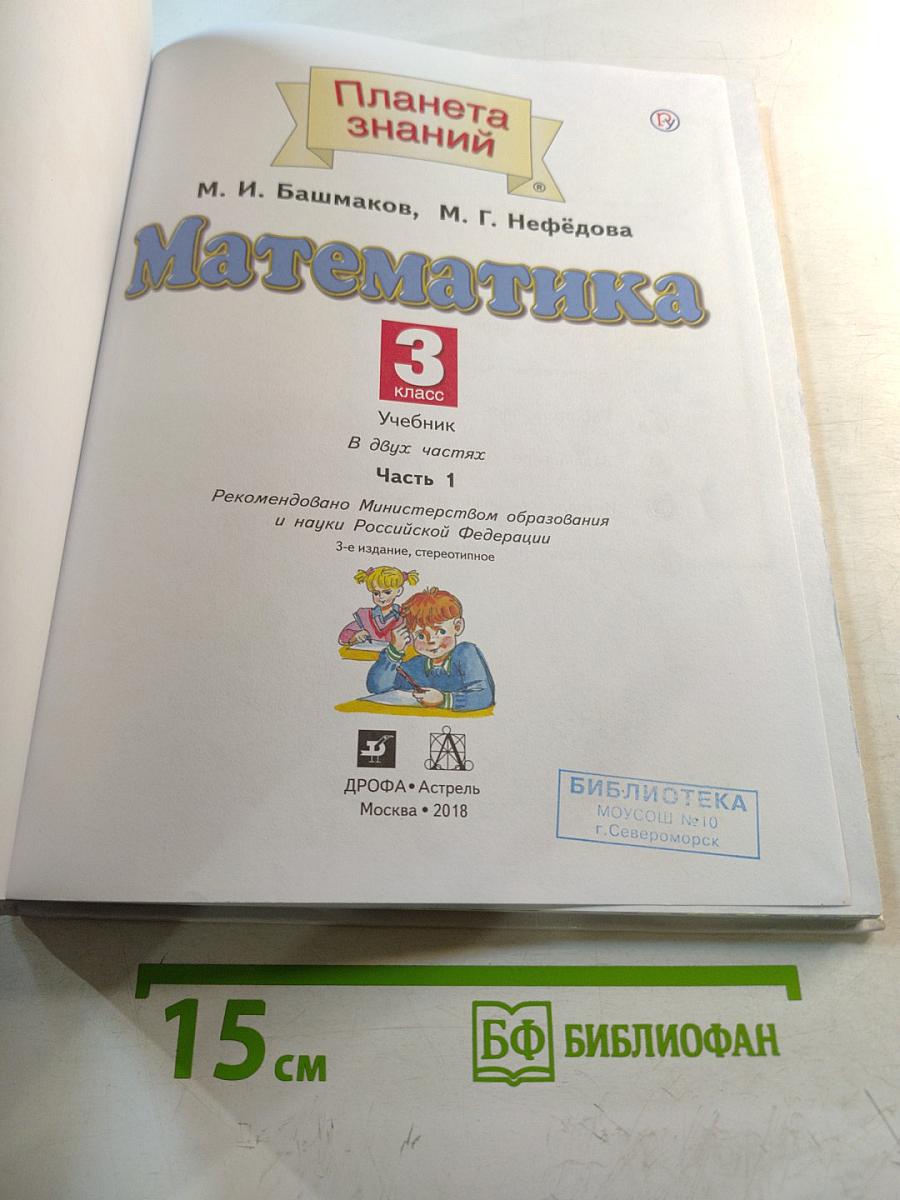 Планета
знаний
®
М. И. Башмаков, М. Г. Нефёдова
Математика
3
класс
Учебник
В двух частях
Часть 1
Рекомендовано Министерством образования
и науки Российской Федерации
3-е издание, стереотипное
ДРОФА • Астрель
Москва • 2018
БИБЛИОТЕКА
МОУСОШ №10
г.Североморск
15 см
БФ БИБЛИОФАН